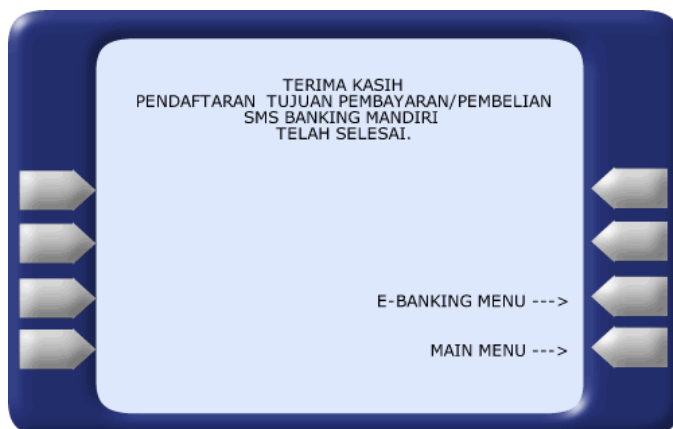 TERIMA KASIH
PENDAFTARAN TUJUAN PEMBAYARAN/PEMBELIAN
SMS BANKING MANDIRI
TELAH SELESAI.
E-BANKING MENU --->
MAIN MENU --->